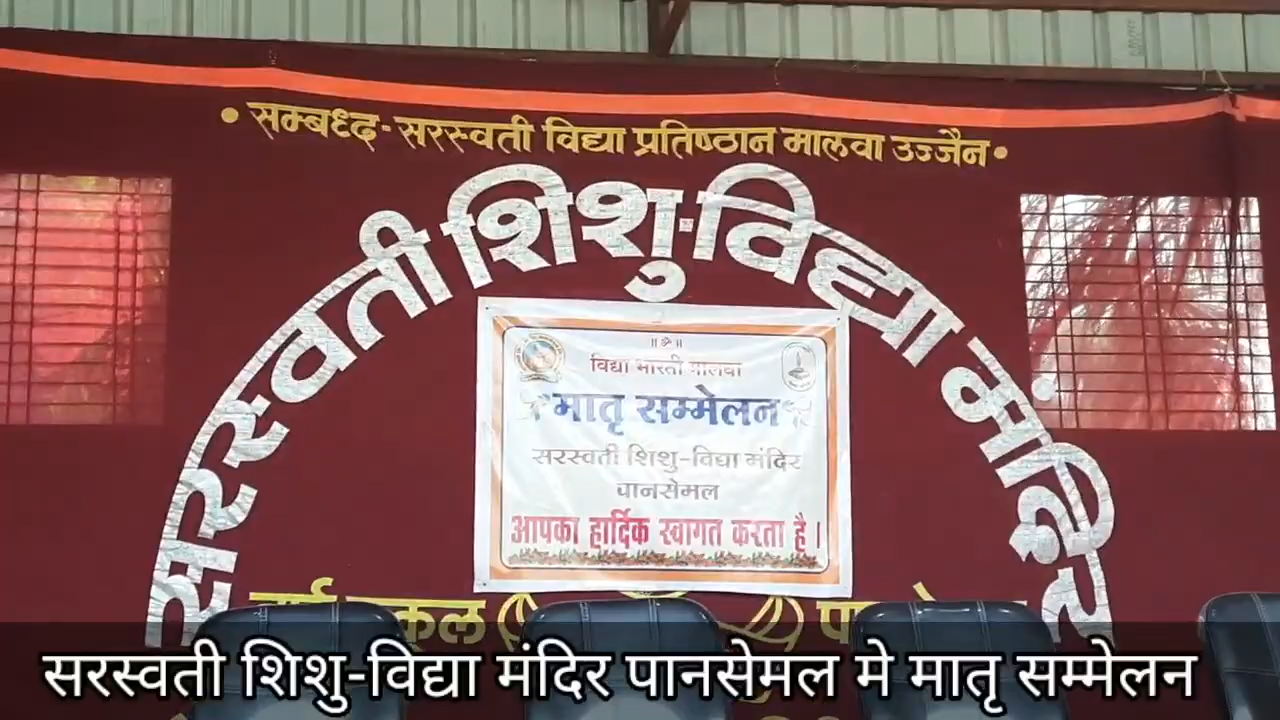 • सम्बध्द - सरस्वती विद्या प्रतिष्ठान मालवा उज्जैन •
सरस्वती शिशु-विद्या मंदिर
॥ ॐ ॥
विद्या भारती मालवा
मातृ सम्मेलन
सरस्वती शिशु-विद्या मंदिर
पानसेमल
आपका हार्दिक स्वागत करता है ।
सरस्वती शिशु-विद्या मंदिर पानसेमल मे मातृ सम्मेलन